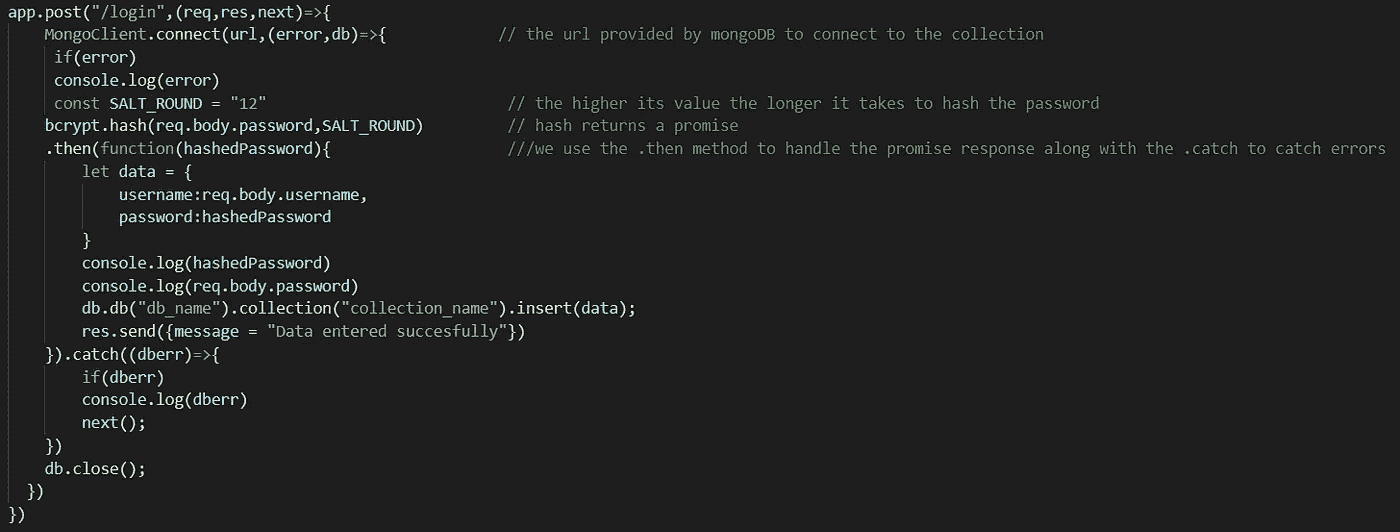 app.post("/login",(req,res,next)=>{
MongoClient.connect(url,(error,db)=>{ // the url provided by mongoDB to connect to the collection
if(error)
console.log(error)
const SALT_ROUND = "12" // the higher its value the longer it takes to hash the password
bcrypt.hash(req.body.password,SALT_ROUND) // hash returns a promise
.then(function(hashedPassword){ ///we use the .then method to handle the promise response along with the .catch to catch errors
let data = {
username:req.body.username,
password:hashedPassword
}
console.log(hashedPassword)
console.log(req.body.password)
db.db("db_name").collection("collection_name").insert(data);
res.send({message = "Data entered succesfully"})
}).catch((dberr)=>{
if(dberr)
console.log(dberr)
next();
})
db.close();
})
})